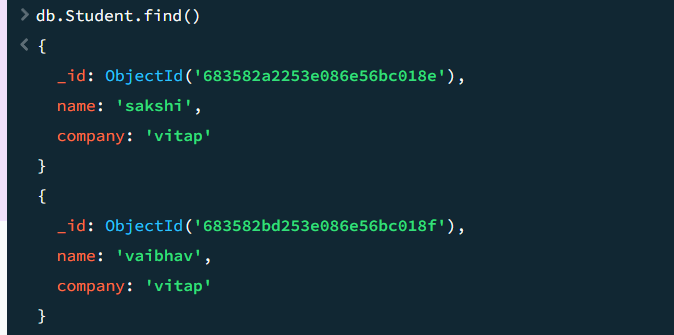 > db.Student.find()
< {
_id: ObjectId('683582a2253e086e56bc018e'),
name: 'sakshi',
company: 'vitap'
}
{
_id: ObjectId('683582bd253e086e56bc018f'),
name: 'vaibhav',
company: 'vitap'
}